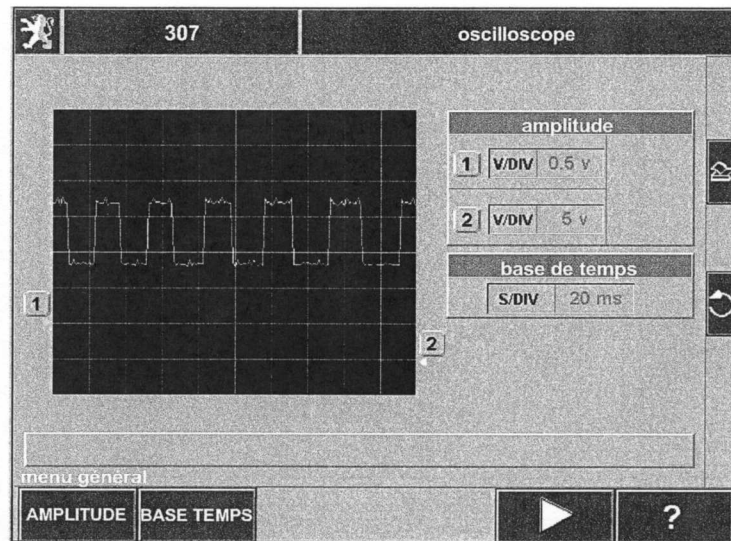 307
oscilloscope
amplitude
1 V/DIV 0.5 v
2 V/DIV 5 v
base de temps
S/DIV 20 ms
1
2
menu général
AMPLITUDE
BASE TEMPS
?